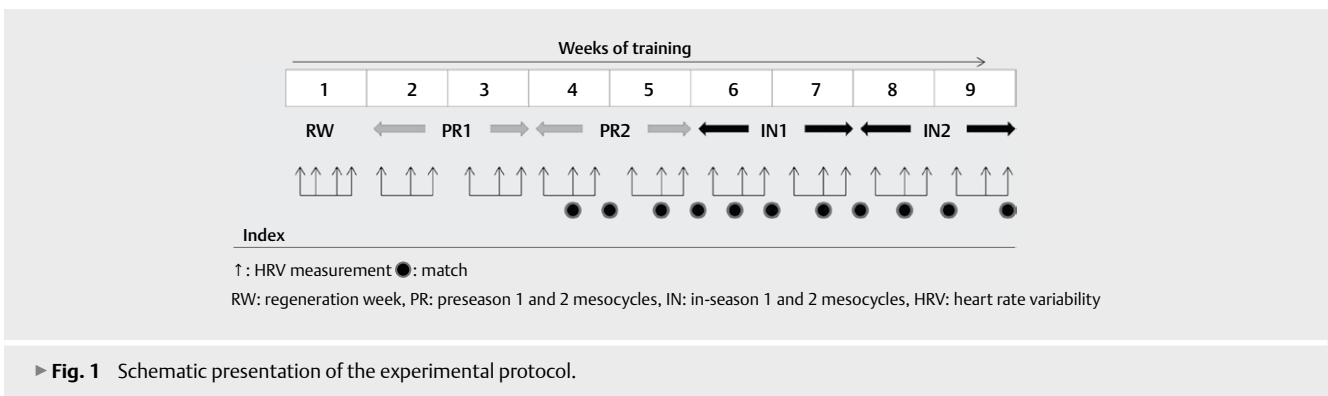 Weeks of training
1 2 3 4 5 6 7 8 9
RW PR1 PR2 IN1 IN2
Index
↑: HRV measurement ●: match
RW: regeneration week, PR: preseason 1 and 2 mesocycles, IN: in-season 1 and 2 mesocycles, HRV: heart rate variability
▶ Fig. 1 Schematic presentation of the experimental protocol.